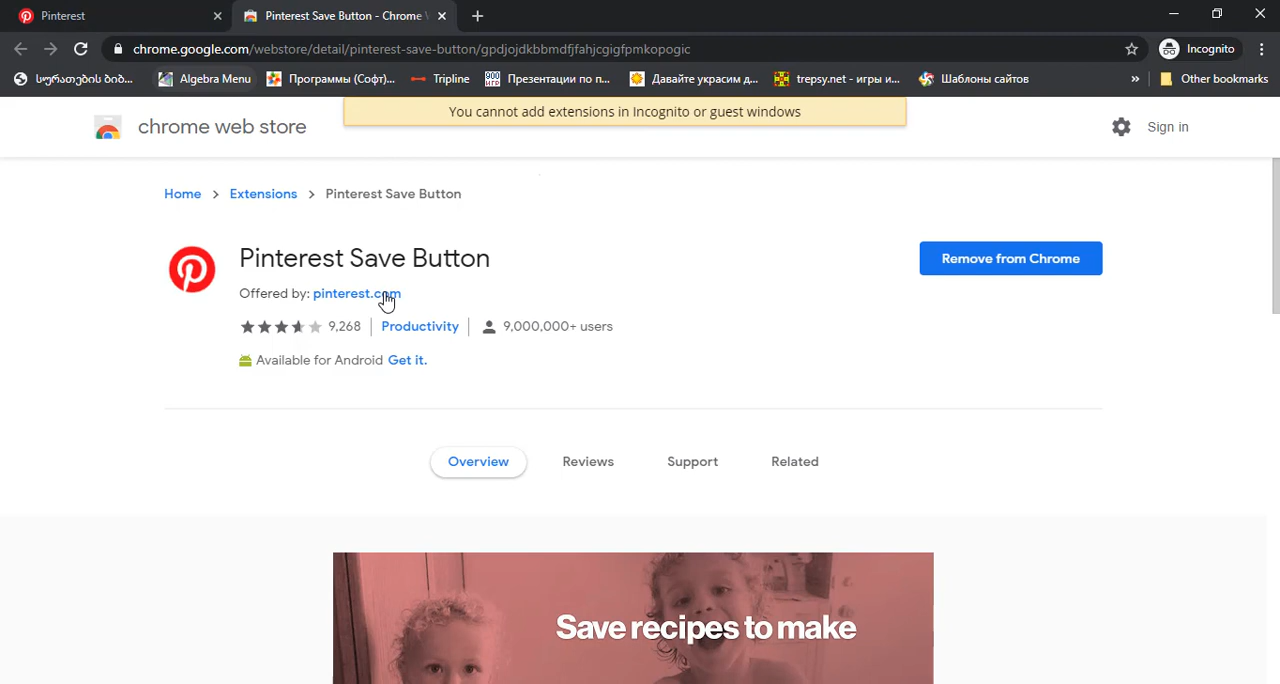 Pinterest
Pinterest Save Button - Chrome
chrome.google.com/webstore/detail/pinterest-save-button/gpdjojdkbbmdfjfahjcgigfpmkopogic
Incognito
სურათების ბობ...
Algebra Menu
Программы (Софт)...
Tripline
Презентации по п...
Давайте украсим д...
trepsy.net - игры и...
Шаблоны сайтов
»
Other bookmarks
You cannot add extensions in Incognito or guest windows
chrome web store
Sign in
Home > Extensions > Pinterest Save Button
Pinterest Save Button
Remove from Chrome
Offered by: pinterest.com
9,268 Productivity 9,000,000+ users
Available for Android Get it.
Overview Reviews Support Related
Save recipes to make